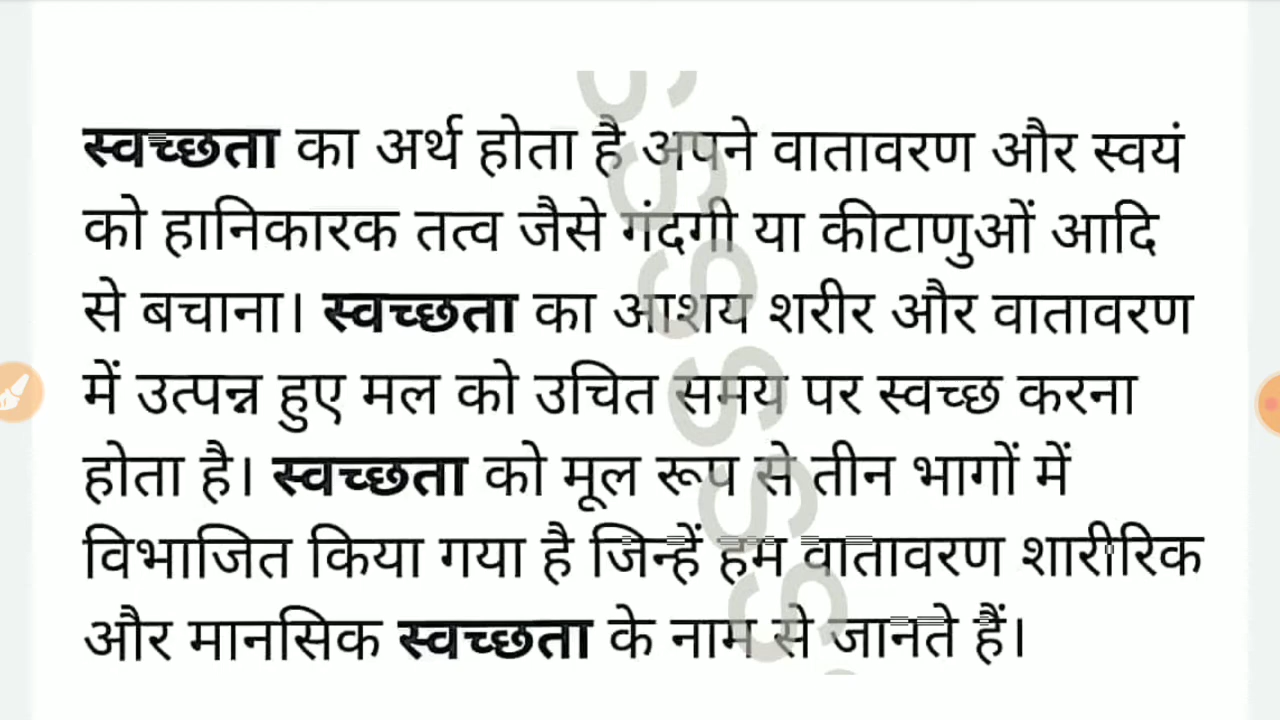 स्वच्छता का अर्थ होता है अपने वातावरण और स्वयं
को हानिकारक तत्व जैसे गंदगी या कीटाणुओं आदि
से बचाना। स्वच्छता का आशय शरीर और वातावरण
में उत्पन्न हुए मल को उचित समय पर स्वच्छ करना
होता है। स्वच्छता को मूल रूप से तीन भागों में
विभाजित किया गया है जिन्हें हम वातावरण शारीरिक
और मानसिक स्वच्छता के नाम से जानते हैं।